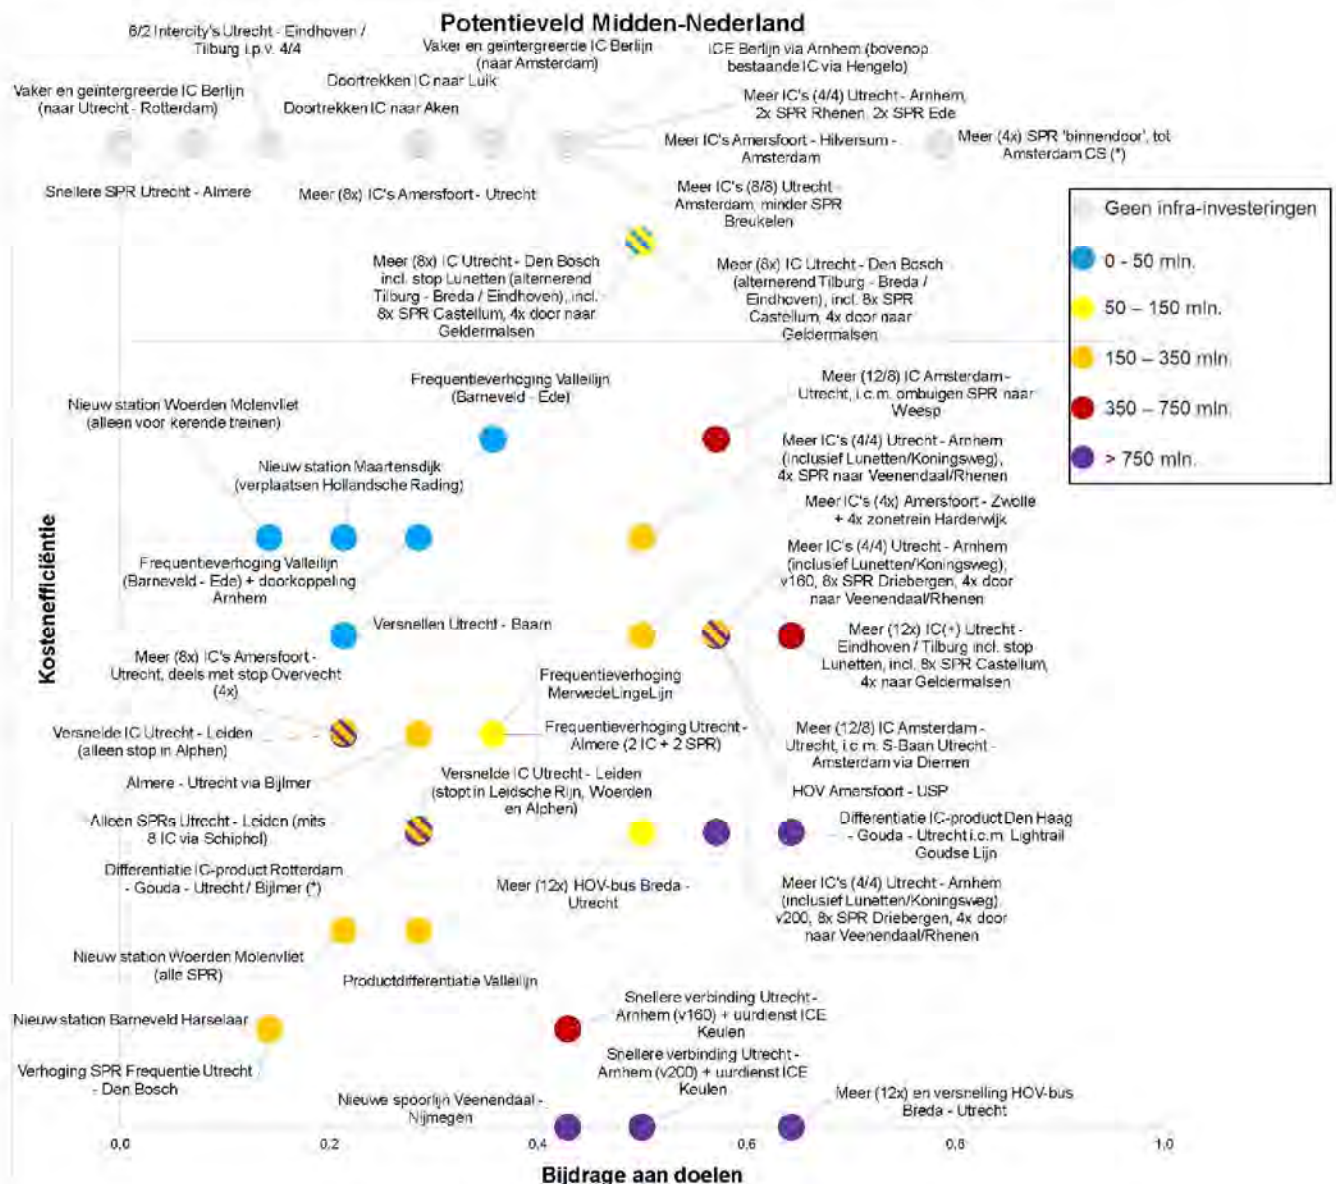 Potentieveld Midden-Nederland
6/2 Intercity's Utrecht - Eindhoven /
Tilburg i.p.v. 4/4
Vaker en geïntergreerde IC Berlijn
(naar Amsterdam)
ICE Berlijn via Arnhem (bovenop
bestaande IC via Hengelo)
Vaker en geïntergreerde IC Berlijn
(naar Utrecht - Rotterdam)
Doortrekken IC naar Luik
Doortrekken IC naar Aken
Meer IC's (4/4) Utrecht - Arnhem,
2x SPR Rhenen, 2x SPR Ede
Meer IC's Amersfoort - Hilversum -
Amsterdam
Meer (4x) SPR 'binnendoor', tot
Amsterdam CS (*)
Snellere SPR Utrecht - Almere
Meer (8x) IC's Amersfoort - Utrecht
Meer IC's (8/8) Utrecht -
Amsterdam, minder SPR
Breukelen
Geen infra-investeringen
0 - 50 mln.
50 – 150 mln.
150 – 350 mln.
350 – 750 mln.
> 750 mln.
Meer (8x) IC Utrecht - Den Bosch
incl. stop Lunetten (alternerend
Tilburg - Breda / Eindhoven), incl.
8x SPR Castellum, 4x door naar
Geldermalsen
Meer (8x) IC Utrecht - Den Bosch
(alternerend Tilburg - Breda /
Eindhoven), incl. 8x SPR
Castellum, 4x door naar
Geldermalsen
Frequentieverhoging Valleilijn
(Barneveld - Ede)
Meer (12/8) IC Amsterdam -
Utrecht, i.c.m. ombuigen SPR naar
Weesp
Nieuw station Woerden Molenvliet
(alleen voor kerende treinen)
Nieuw station Maartensdijk
(verplaatsen Hollandsche Rading)
Meer IC's (4/4) Utrecht - Arnhem
(inclusief Lunetten/Koningsweg),
4x SPR naar Veenendaal/Rhenen
Meer IC's (4x) Amersfoort - Zwolle
+ 4x zonetrein Harderwijk
Frequentieverhoging Valleilijn
(Barneveld - Ede) + doorkoppeling
Arnhem
Meer IC's (4/4) Utrecht - Arnhem
(inclusief Lunetten/Koningsweg),
v160, 8x SPR Driebergen, 4x door
naar Veenendaal/Rhenen
Kostenefficiëntie
Versnellen Utrecht - Baarn
Meer (12x) IC(+) Utrecht -
Eindhoven / Tilburg incl. stop
Lunetten, incl. 8x SPR Castellum,
4x naar Geldermalsen
Meer (8x) IC's Amersfoort -
Utrecht, deels met stop Overvecht
(4x)
Frequentieverhoging
MerwedeLingeLijn
Versnelde IC Utrecht - Leiden
(alleen stop in Alphen)
Frequentieverhoging Utrecht -
Almere (2 IC + 2 SPR)
Meer (12/8) IC Amsterdam -
Utrecht, i.c.m. S-Baan Utrecht -
Amsterdam via Diemen
Almere - Utrecht via Bijlmer
Versnelde IC Utrecht - Leiden
(stopt in Leidsche Rijn, Woerden
en Alphen)
HOV Amersfoort - USP
Alleen SPRs Utrecht - Leiden (mits
8 IC via Schiphol)
Differentiatie IC-product Den Haag
- Gouda - Utrecht i.c.m. Lightrail
Goudse Lijn
Differentiatie IC-product Rotterdam
- Gouda - Utrecht / Bijlmer (*)
Meer (12x) HOV-bus Breda -
Utrecht
Meer IC's (4/4) Utrecht - Arnhem
(inclusief Lunetten/Koningsweg)
v200, 8x SPR Driebergen, 4x door
naar Veenendaal/Rhenen
Nieuw station Woerden Molenvliet
(alle SPR)
Productdifferentiatie Valleilijn
Nieuw station Barneveld Harselaar
Snellere verbinding Utrecht -
Arnhem (v160) + uurdienst ICE
Keulen
Verhoging SPR Frequentie Utrecht
- Den Bosch
Snellere verbinding Utrecht -
Arnhem (v200) + uurdienst ICE
Keulen
Nieuwe spoorlijn Veenendaal -
Nijmegen
Meer (12x) en versnelling HOV-bus
Breda - Utrecht
0,0 0,2 0,4 0,6 0,8 1,0
Bijdrage aan doelen